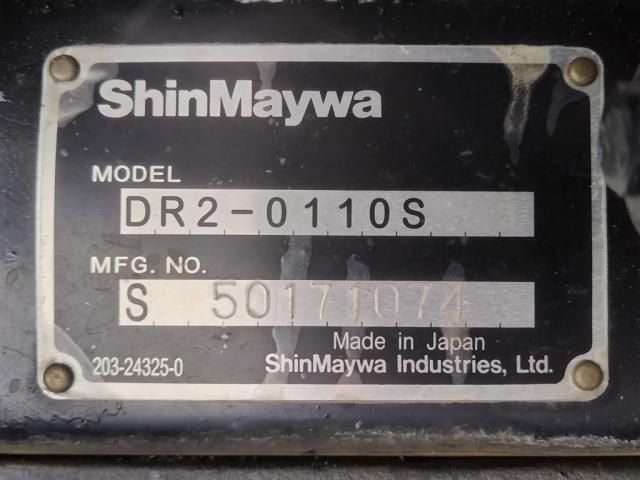 ShinMaywa
MODEL
DR2-0110S
MFG. NO.
S 50171074
Made in Japan
203-24325-0 ShinMaywa Industries, Ltd.